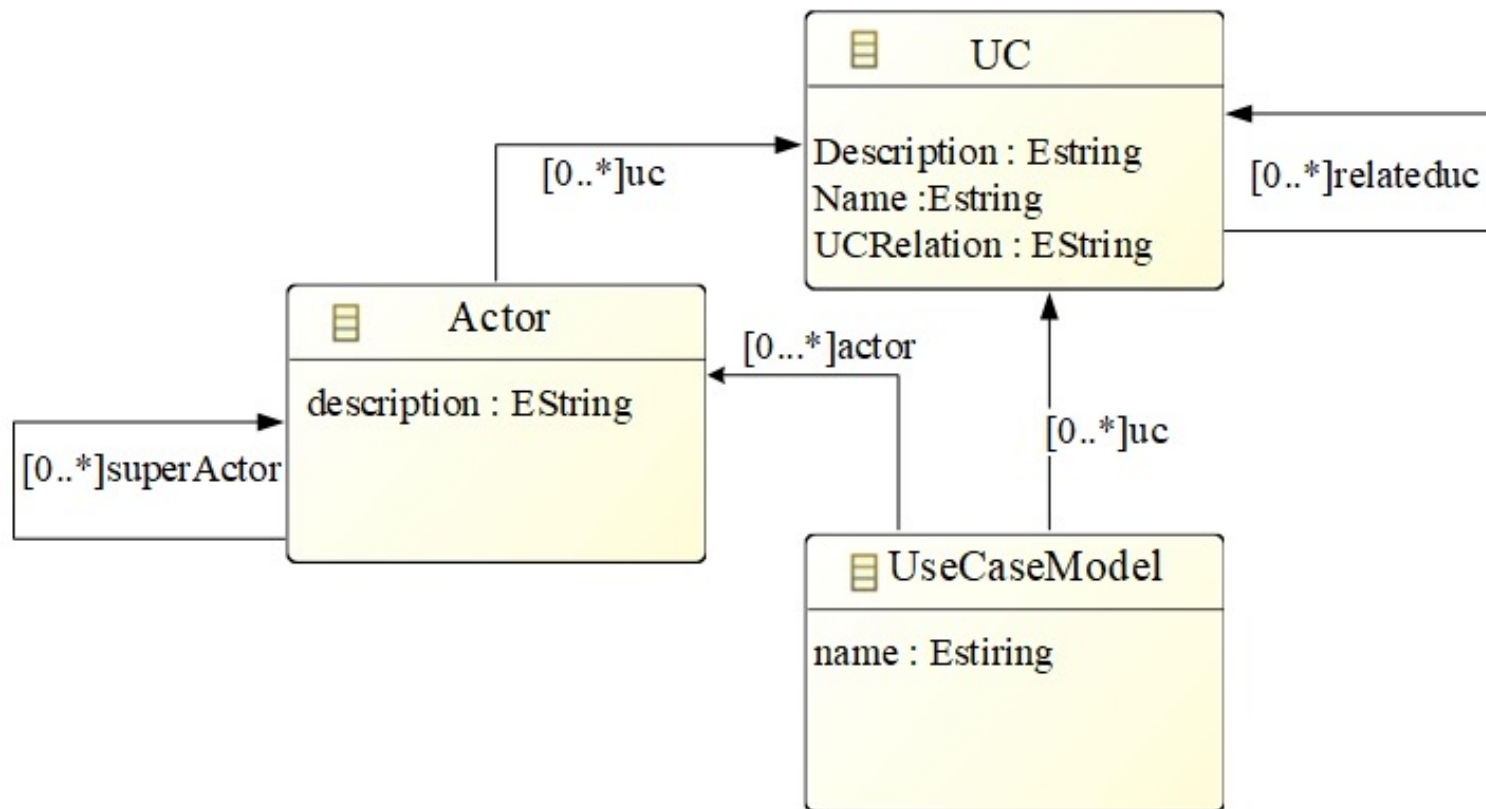 UC
Description : Estring
Name :Estring
UCRelation : EString
[0..*]uc
[0..*]relateduc
Actor
description : EString
[0...*]actor
[0..*]superActor
[0..*]uc
UseCaseModel
name : Estiring